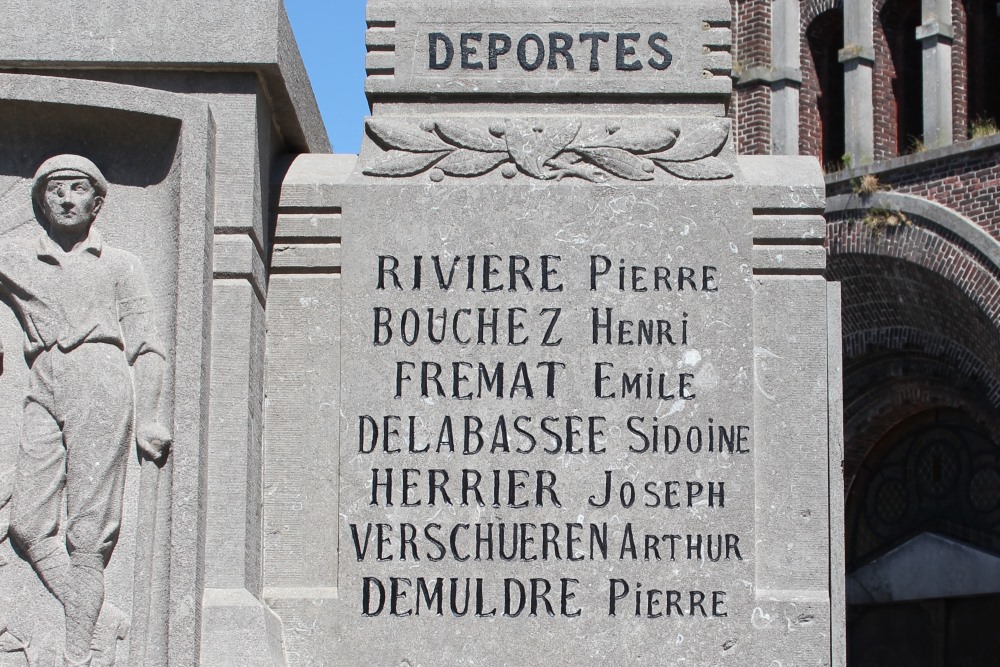 DEPORTES
RIVIERE Pierre
BOUCHEZ Henri
FREMAT Emile
DELABASSEE Sidoine
HERRIER Joseph
VERSCHUEREN Arthur
DEMULDRE Pierre